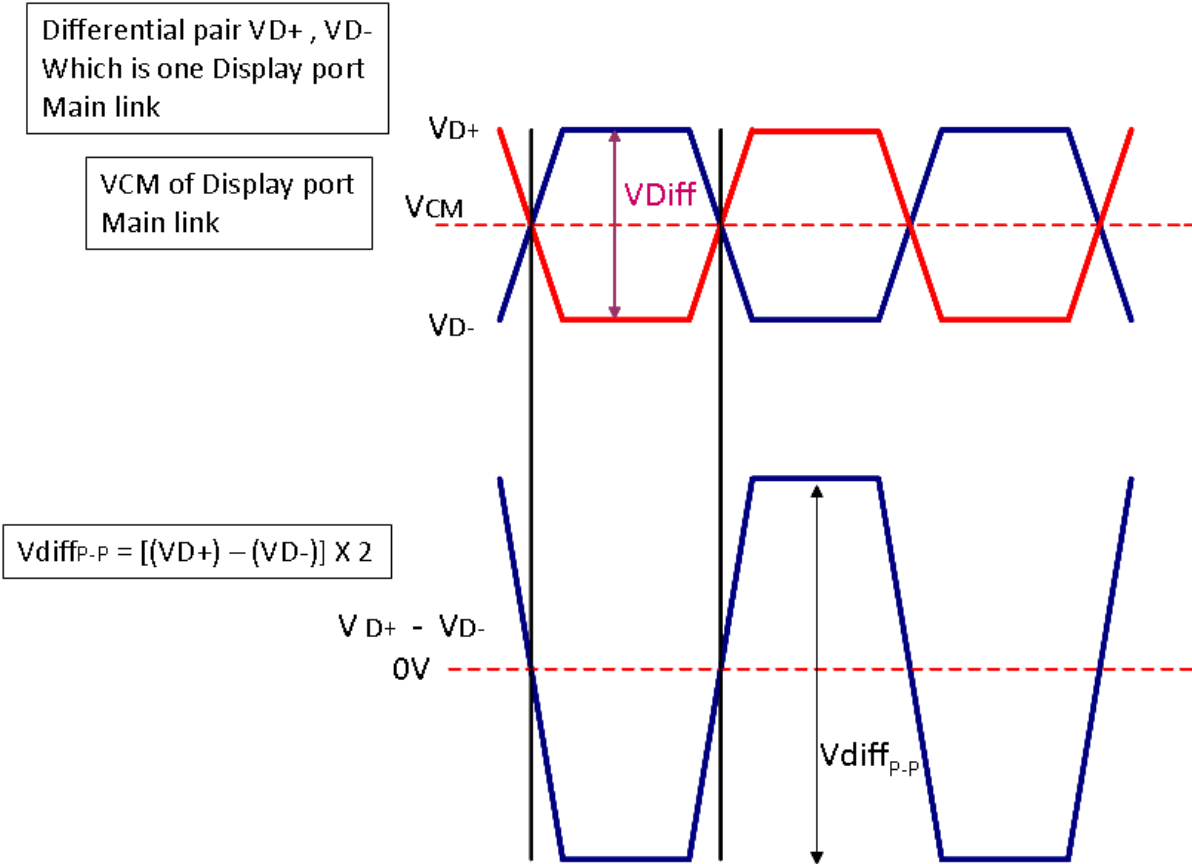 Differential pair VD+ , VD-
Which is one Display port
Main link
VCM of Display port
Main link
VD+
VCM
VD-
VDiff
VdiffP-P = [(VD+) – (VD-)] X 2
V D+ - VD-
0V
VdiffP-P